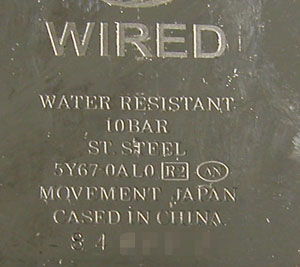 WIRED
WATER RESISTANT
10BAR
ST. STEEL
5Y67-0AL0 R2 AN
MOVEMENT JAPAN
CASED IN CHINA
84